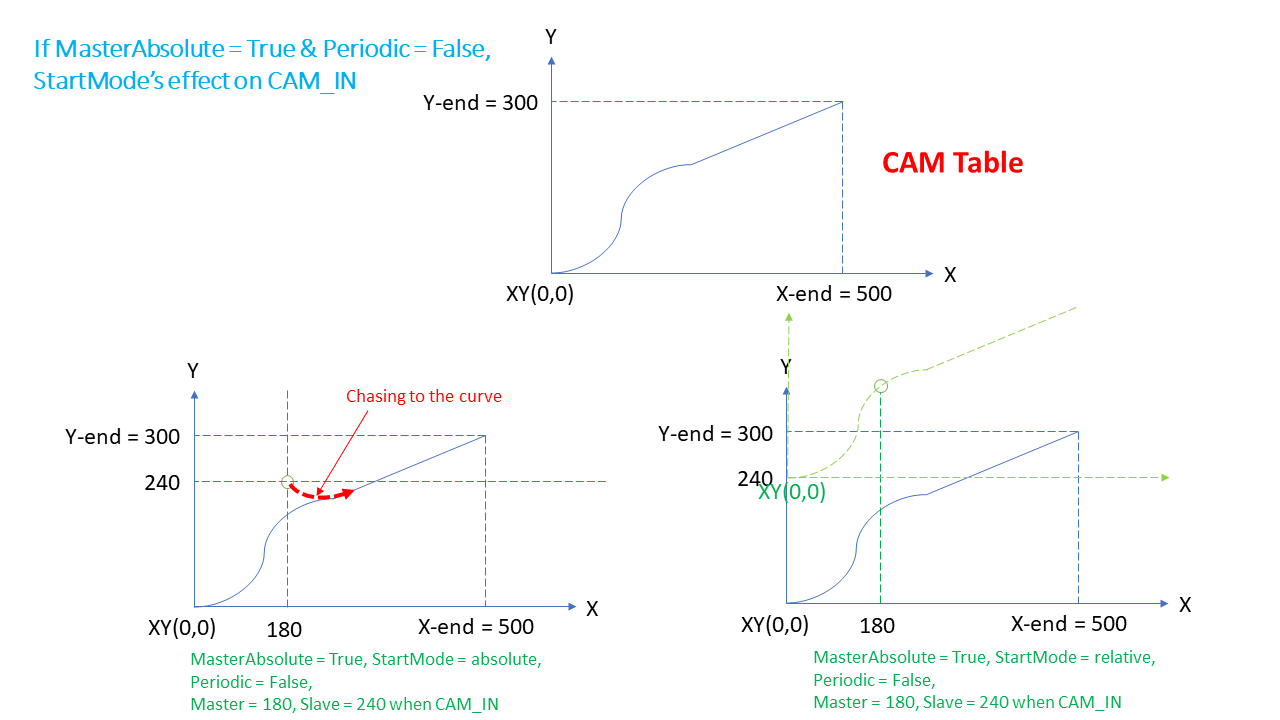 If MasterAbsolute = True & Periodic = False,
StartMode's effect on CAM_IN
Y
Y-end = 300
CAM Table
X
XY(0,0)
X-end = 500
Y
Chasing to the curve
Y-end = 300
240
X
XY(0,0)
180
X-end = 500
MasterAbsolute = True, StartMode = absolute,
Periodic = False,
Master = 180, Slave = 240 when CAM_IN
Y
Y-end = 300
240
XY(0,0)
X
XY(0,0)
180
X-end = 500
MasterAbsolute = True, StartMode = relative,
Periodic = False,
Master = 180, Slave = 240 when CAM_IN